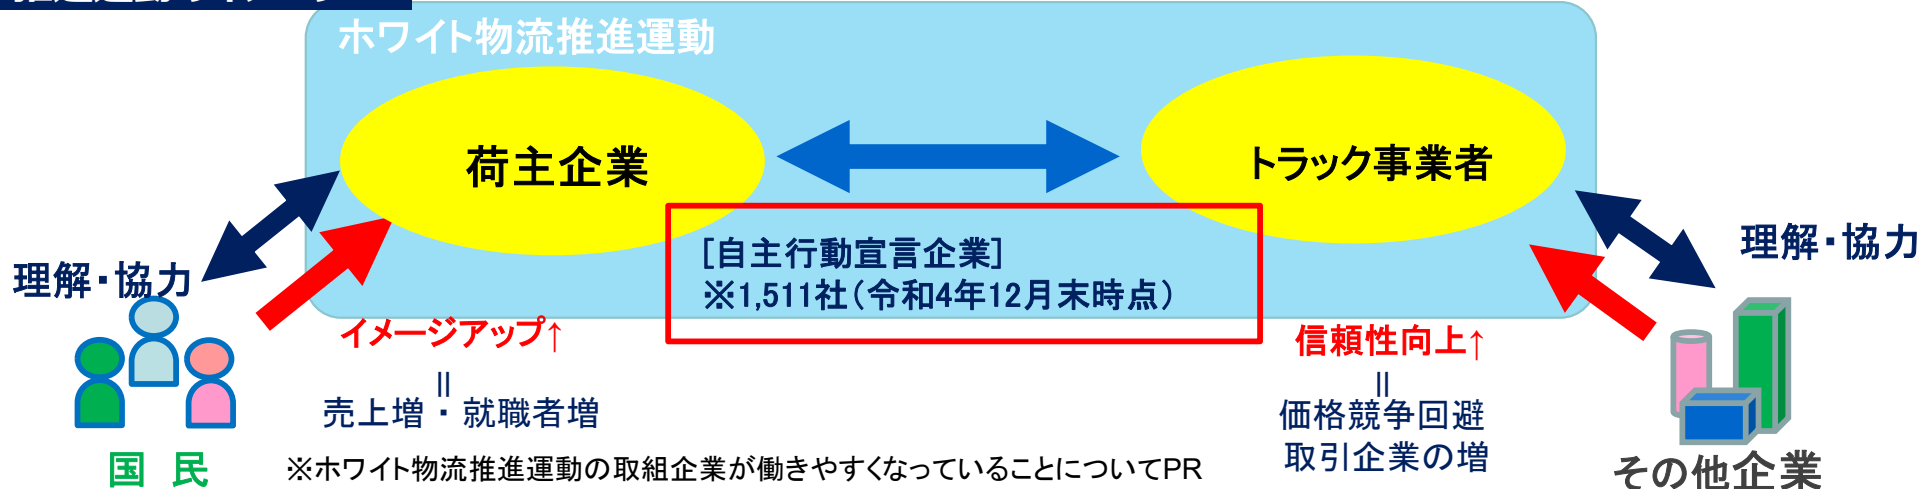 ホワイト物流推進運動
荷主企業
トラック事業者
[自主行動宣言企業]
※1,511社（令和4年12月末時点）
理解・協力
理解・協力
イメージアップ↑
||
売上増 ・ 就職者増
信頼性向上↑
||
価格競争回避
取引企業の増
国 民
その他企業
※ホワイト物流推進運動の取組企業が働きやすくなっていることについてPR